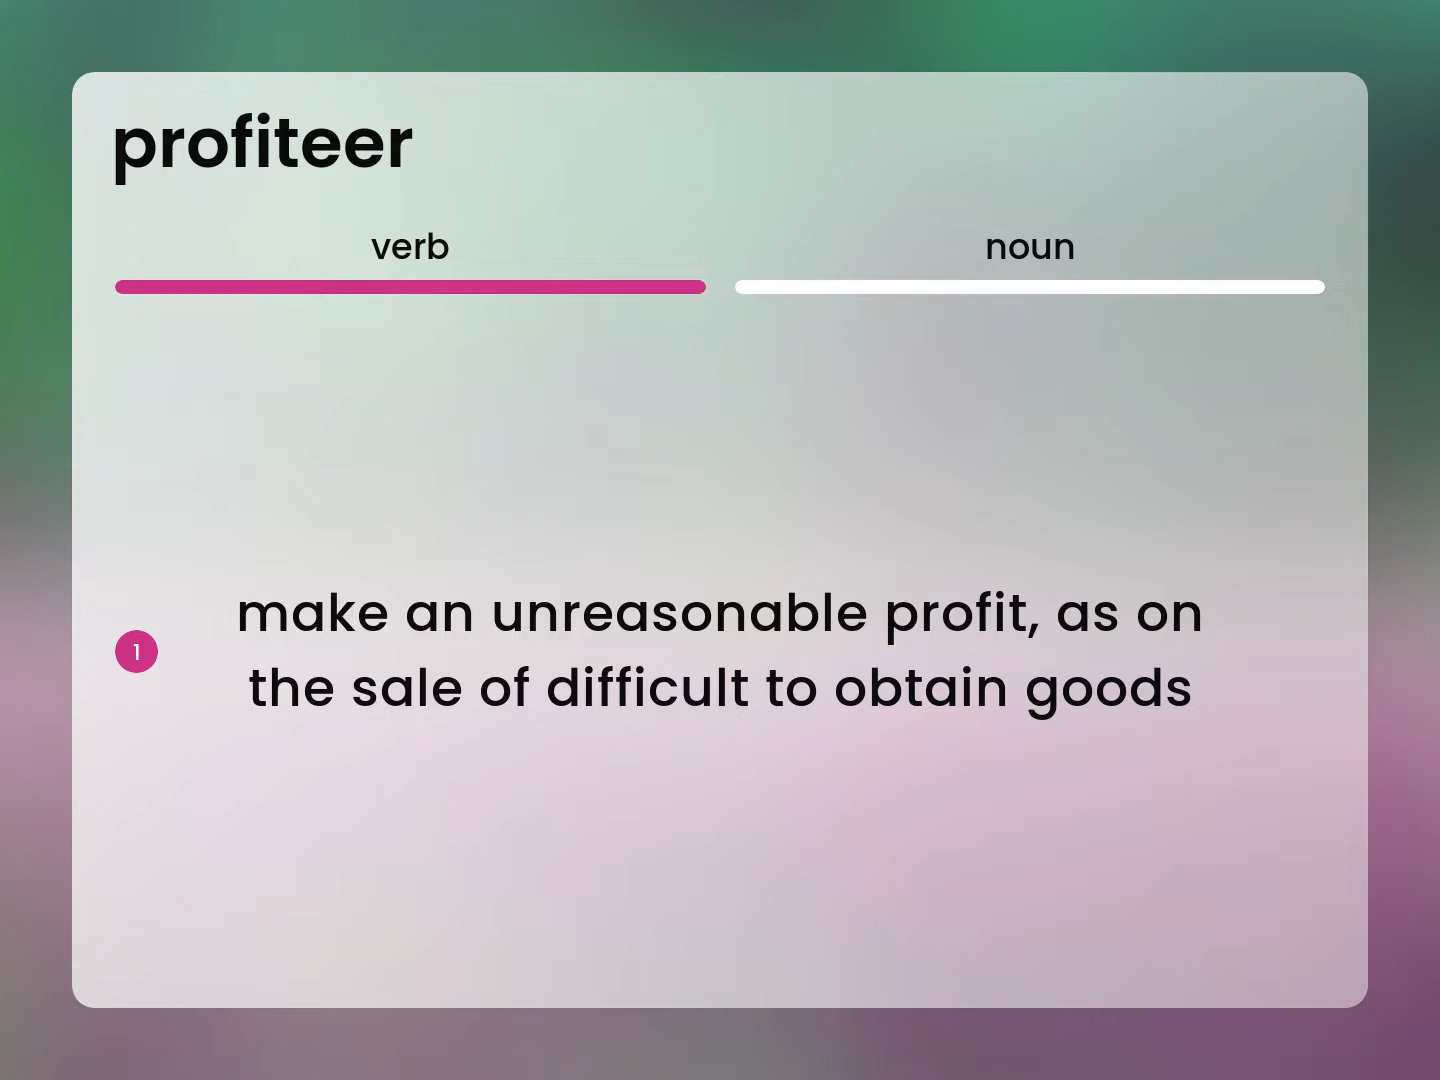 profiteer
verb
noun
1
make an unreasonable profit, as on
the sale of difficult to obtain goods